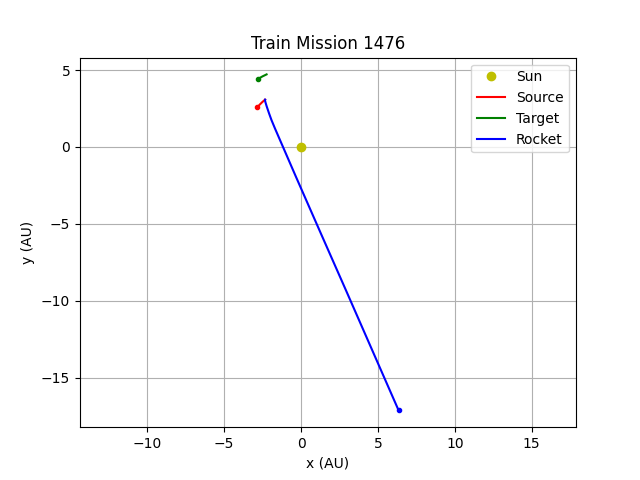 Train Mission 1476
Sun
Source
Target
Rocket
5
0
−5
−10
−15
y (AU)
−10
−5
0
5
10
15
x (AU)